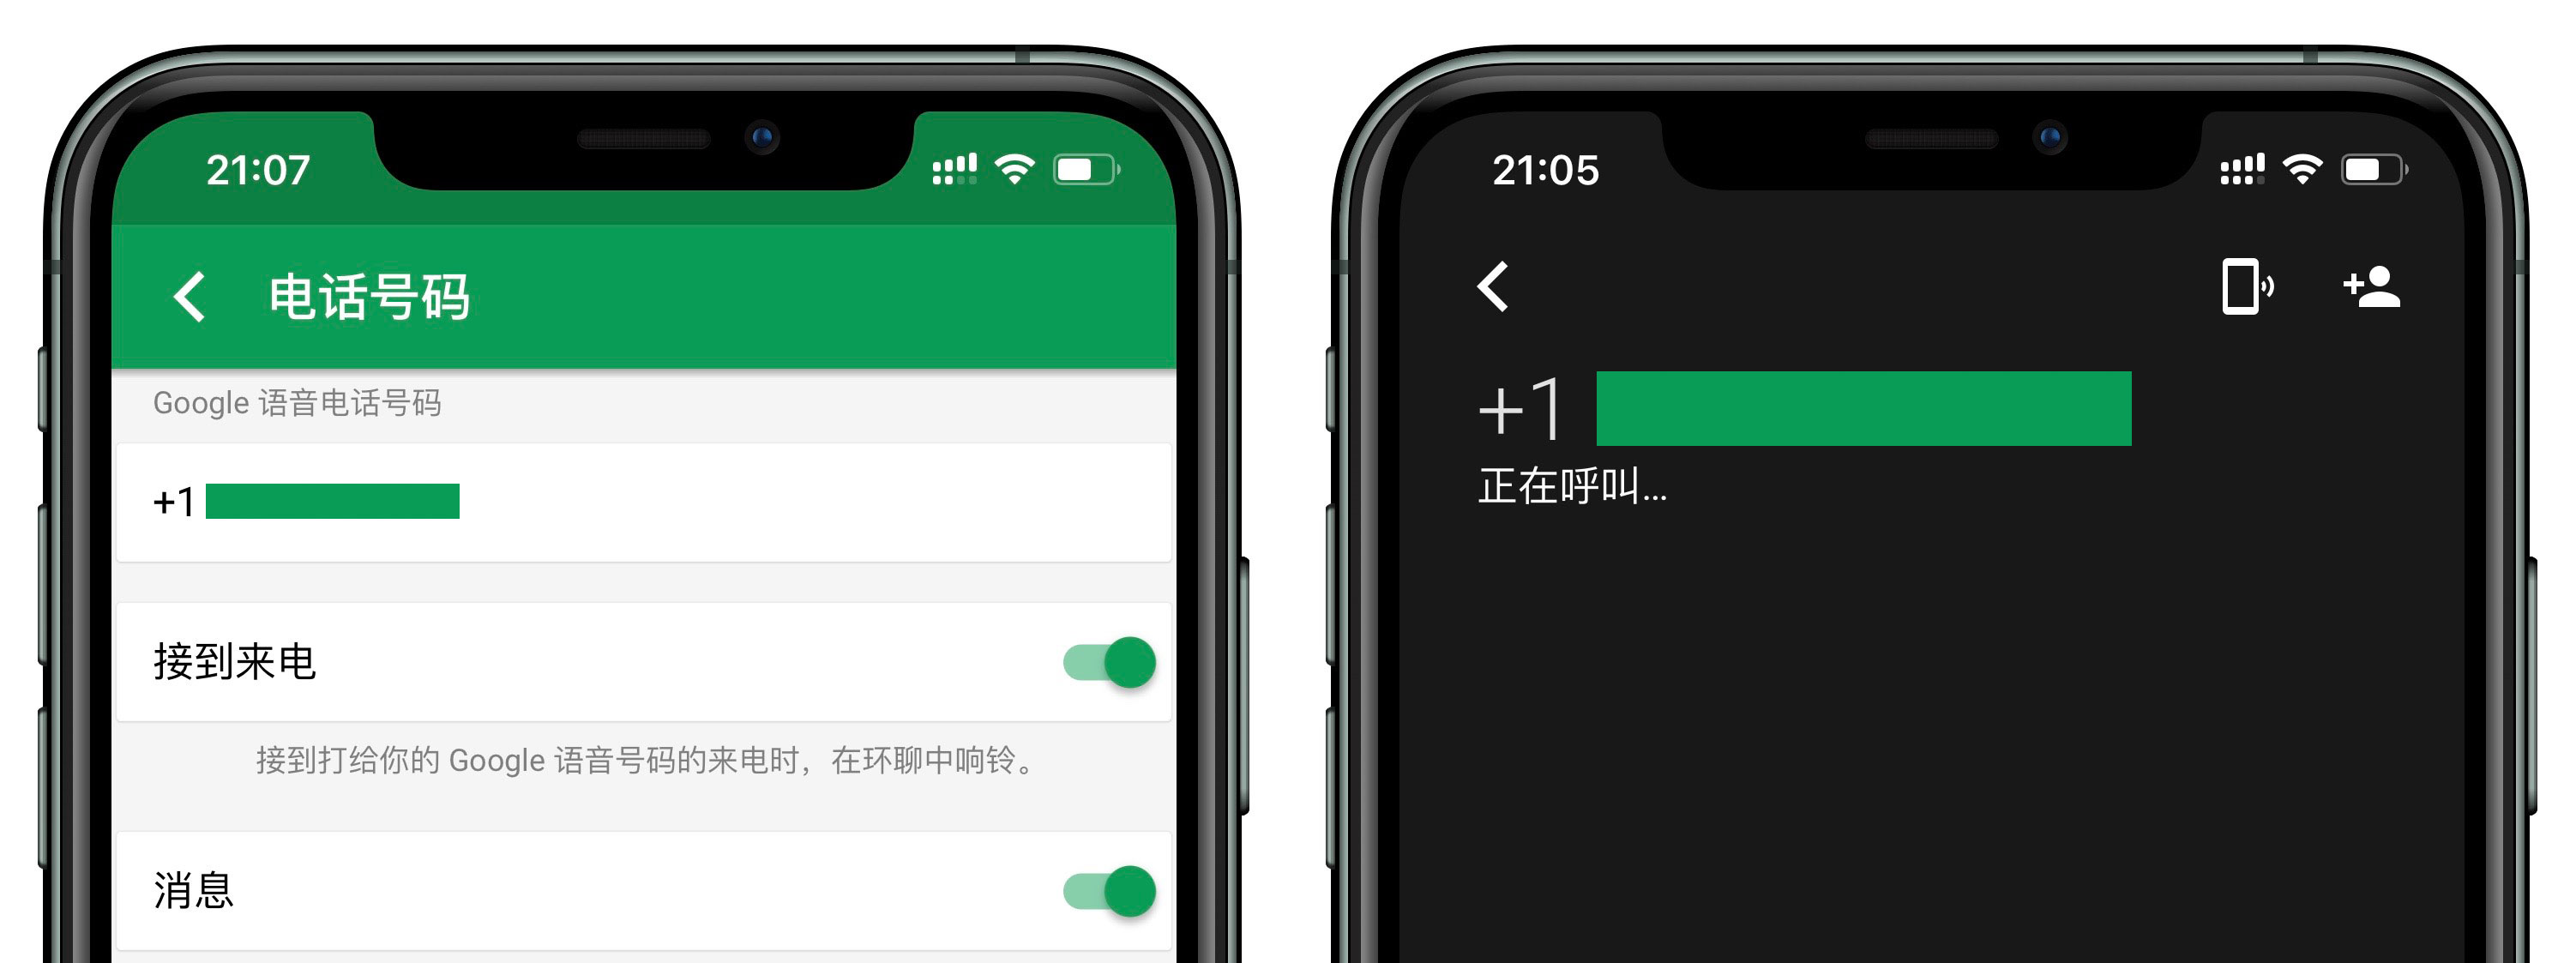 21:07
电话号码
Google 语音电话号码
+1
接到来电
接到打给你的 Google 语音号码的来电时，在环聊中响铃。
消息
21:05
+1
正在呼叫...